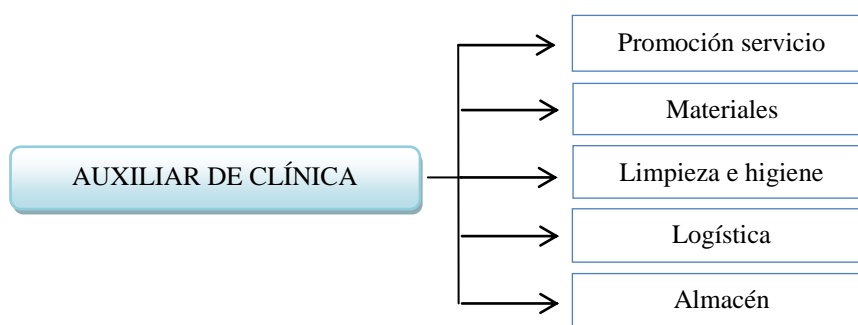 Promoción servicio
Materiales
AUXILIAR DE CLÍNICA
Limpieza e higiene
Logística
Almacén